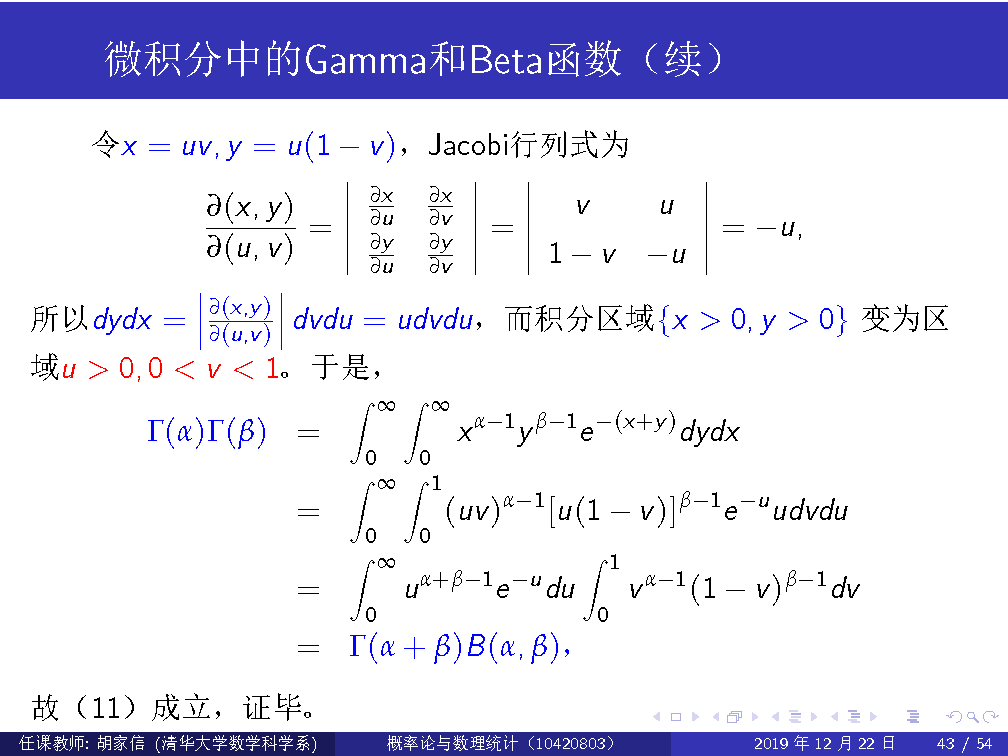 微积分中的Gamma和Beta函数（续）
令x = uv, y = u(1 − v)，Jacobi行列式为
∂(x, y)/∂(u, v) = | ∂x/∂u ∂x/∂v ; ∂y/∂u ∂y/∂v | = | v u ; 1 − v −u | = −u,
所以dydx = |∂(x,y)/∂(u,v)| dvdu = udvdu，而积分区域{x > 0, y > 0} 变为区
域u > 0, 0 < v < 1。于是，
Γ(α)Γ(β) = ∫_0^∞ ∫_0^∞ x^{α−1}y^{β−1}e^{−(x+y)}dydx
= ∫_0^∞ ∫_0^1 (uv)^{α−1}[u(1 − v)]^{β−1}e^{−u}udvdu
= ∫_0^∞ u^{α+β−1}e^{−u}du ∫_0^1 v^{α−1}(1 − v)^{β−1}dv
= Γ(α + β)B(α, β)，
故（11）成立，证毕。
任课教师: 胡家信 (清华大学数学科学系)
概率论与数理统计（10420803）
2019 年 12 月 22 日
43 / 54